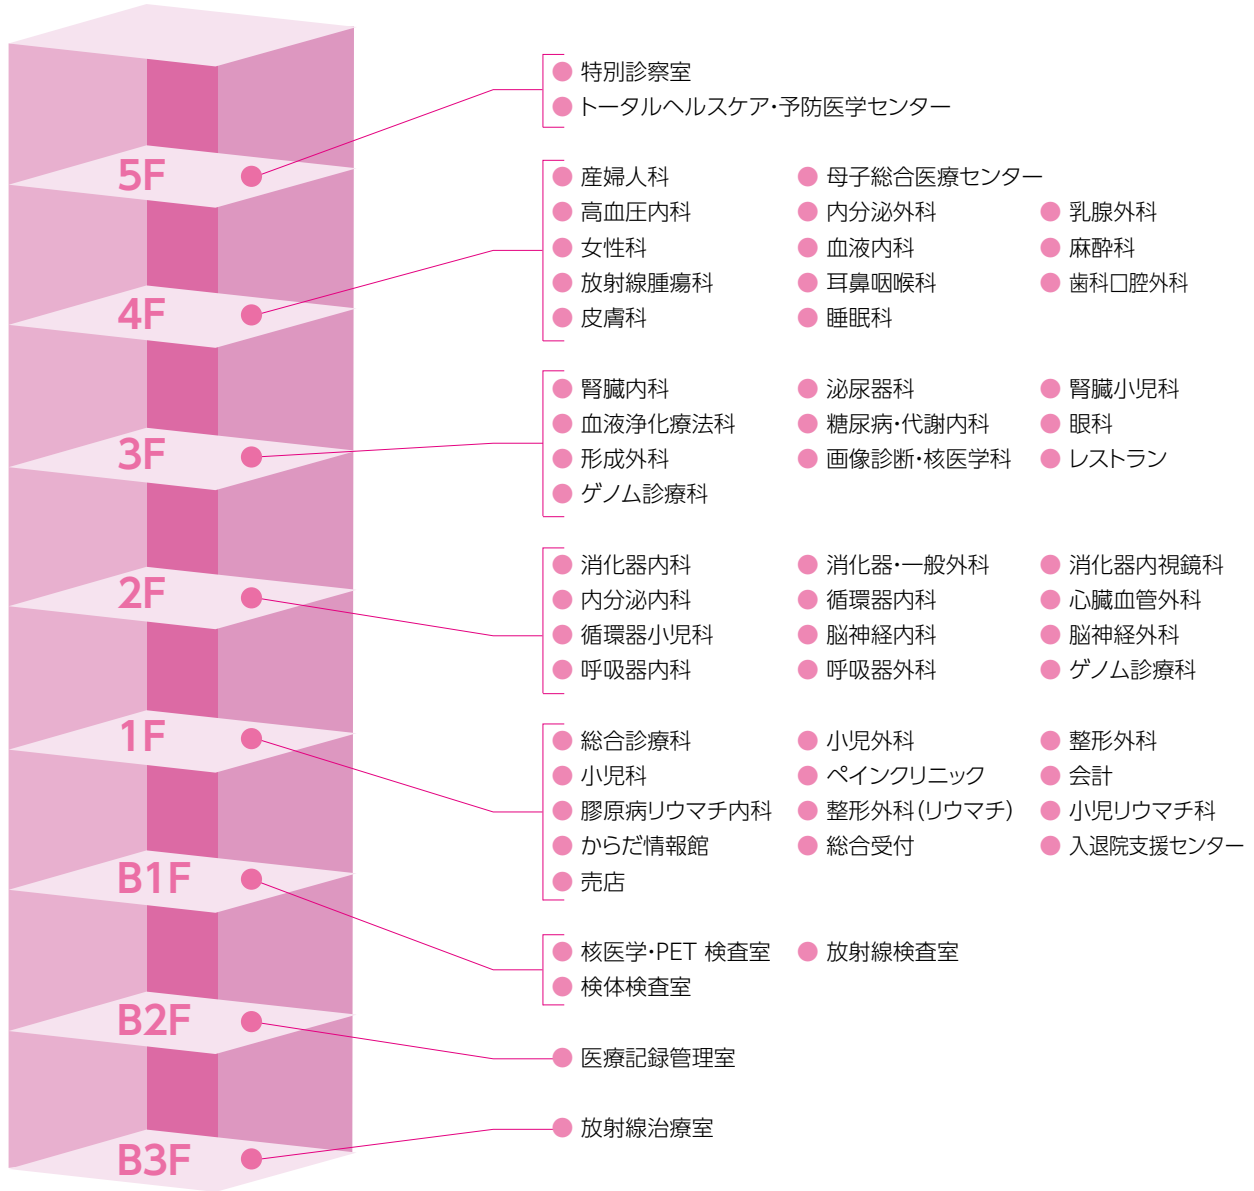 5F
特別診察室
トータルヘルスケア・予防医学センター
4F
産婦人科 母子総合医療センター
高血圧内科 内分泌外科 乳腺外科
女性科 血液内科 麻酔科
放射線腫瘍科 耳鼻咽喉科 歯科口腔外科
皮膚科 睡眠科
3F
腎臓内科 泌尿器科 腎臓小児科
血液浄化療法科 糖尿病・代謝内科 眼科
形成外科 画像診断・核医学科 レストラン
ゲノム診療科
2F
消化器内科 消化器・一般外科 消化器内視鏡科
内分泌内科 循環器内科 心臓血管外科
循環器小児科 脳神経内科 脳神経外科
呼吸器内科 呼吸器外科 ゲノム診療科
1F
総合診療科 小児外科 整形外科
小児科 ペインクリニック 会計
膠原病リウマチ内科 整形外科(リウマチ) 小児リウマチ科
からだ情報館 総合受付 入退院支援センター
売店
B1F
核医学・PET 検査室 放射線検査室
検体検査室
B2F
医療記録管理室
B3F
放射線治療室